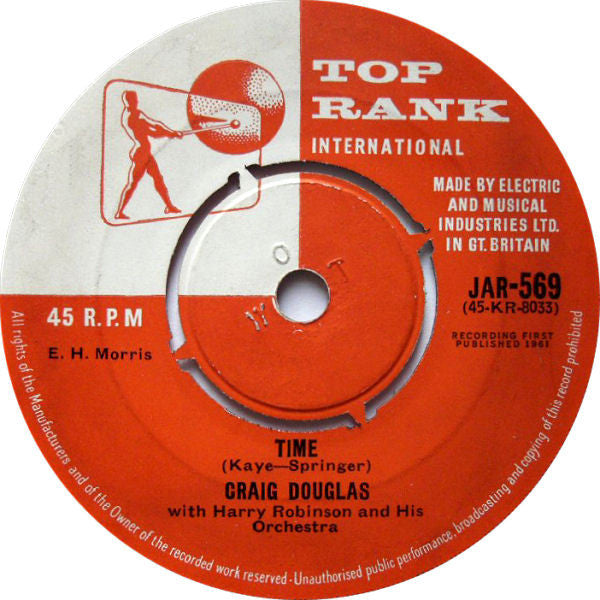 TOP
RANK
INTERNATIONAL
MADE BY ELECTRIC
AND MUSICAL
INDUSTRIES LTD.
IN GT. BRITAIN
JAR-569
(45-KR-8033)
45 R.P.M
RECORDING FIRST
PUBLISHED 1961
E. H. Morris
W O T
TIME
(Kaye—Springer)
CRAIG DOUGLAS
with Harry Robinson and His
Orchestra
All rights of the Manufacturers and of the Owner of the recorded work reserved - Unauthorised public performance, broadcasting and copying of this record prohibited